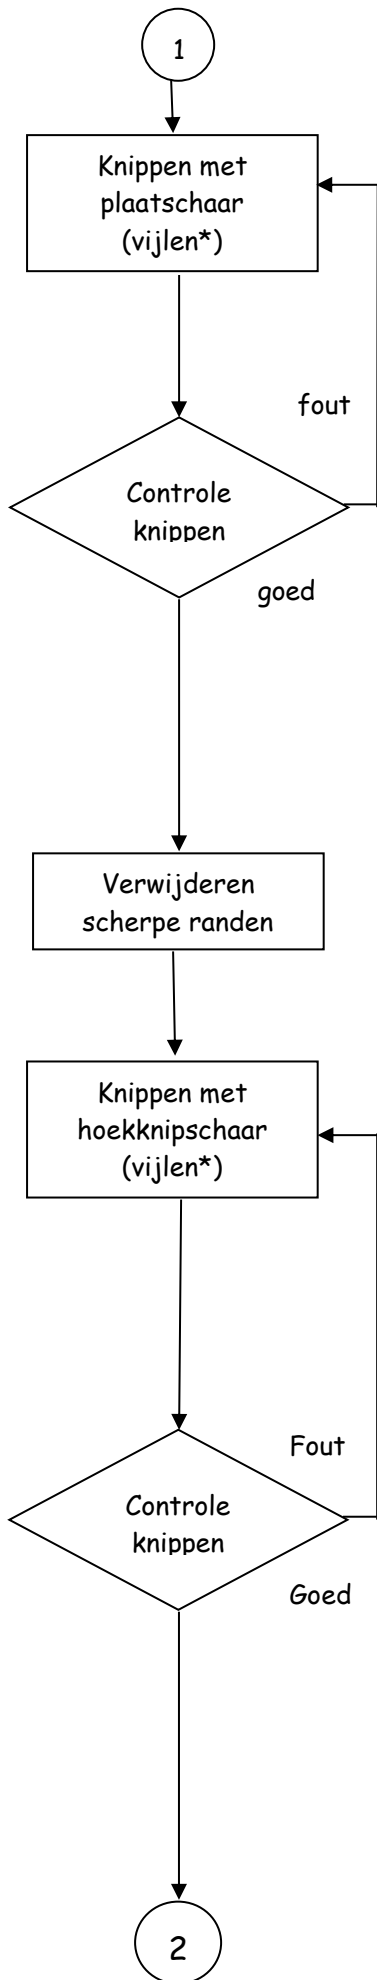 1
Knippen met
plaatschaar
(vijlen*)
fout
Controle
knippen
goed
Verwijderen
scherpe randen
Knippen met
hoekknipschaar
(vijlen*)
Fout
Controle
knippen
Goed
2